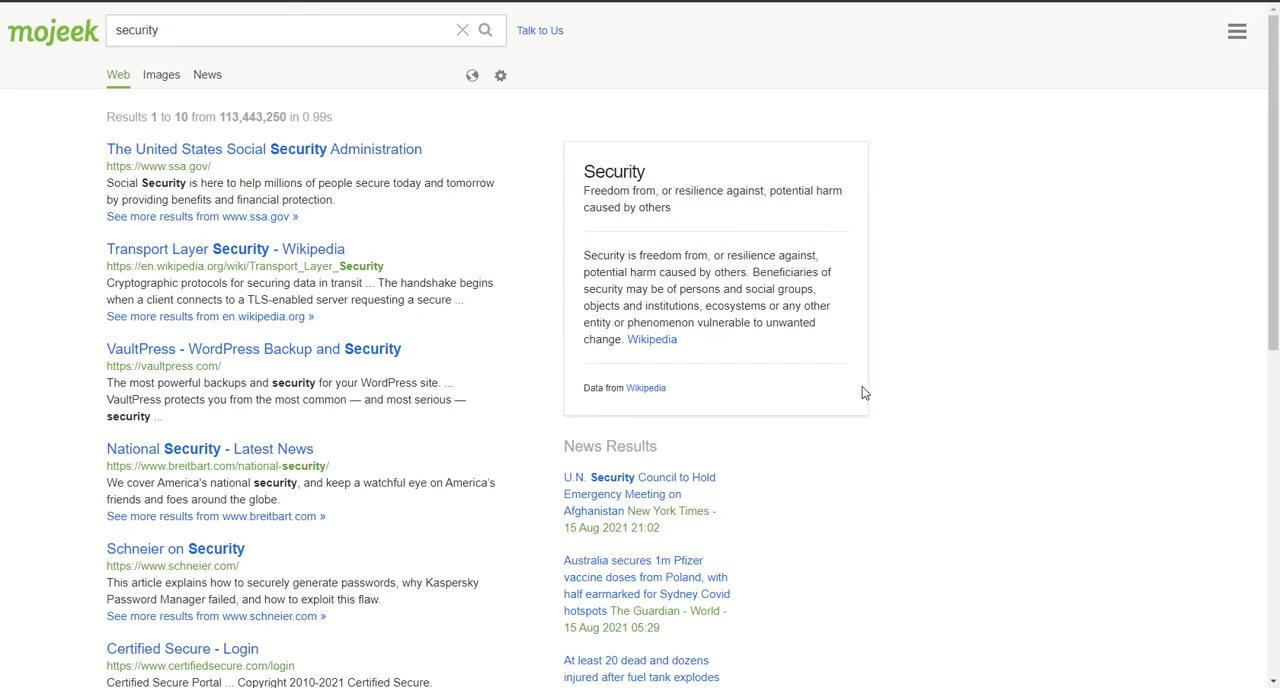 mojeek
security
Talk to Us
Web
Images
News
Results 1 to 10 from 113,443,250 in 0.99s
The United States Social Security Administration
https://www.ssa.gov/
Social Security is here to help millions of people secure today and tomorrow
by providing benefits and financial protection.
See more results from www.ssa.gov »
Transport Layer Security - Wikipedia
https://en.wikipedia.org/wiki/Transport_Layer_Security
Cryptographic protocols for securing data in transit ... The handshake begins
when a client connects to a TLS-enabled server requesting a secure ...
See more results from en.wikipedia.org »
VaultPress - WordPress Backup and Security
https://vaultpress.com/
The most powerful backups and security for your WordPress site. ...
VaultPress protects you from the most common — and most serious —
security ...
National Security - Latest News
https://www.breitbart.com/national-security/
We cover America's national security, and keep a watchful eye on America's
friends and foes around the globe.
See more results from www.breitbart.com »
Schneier on Security
https://www.schneier.com/
This article explains how to securely generate passwords, why Kaspersky
Password Manager failed, and how to exploit this flaw.
See more results from www.schneier.com »
Certified Secure - Login
https://www.certifiedsecure.com/login
Certified Secure Portal ... Copyright 2010-2021 Certified Secure.
Security
Freedom from, or resilience against, potential harm
caused by others
Security is freedom from, or resilience against,
potential harm caused by others. Beneficiaries of
security may be of persons and social groups,
objects and institutions, ecosystems or any other
entity or phenomenon vulnerable to unwanted
change. Wikipedia
Data from Wikipedia
News Results
U.N. Security Council to Hold
Emergency Meeting on
Afghanistan New York Times -
15 Aug 2021 21:02
Australia secures 1m Pfizer
vaccine doses from Poland, with
half earmarked for Sydney Covid
hotspots The Guardian - World -
15 Aug 2021 05:29
At least 20 dead and dozens
injured after fuel tank explodes